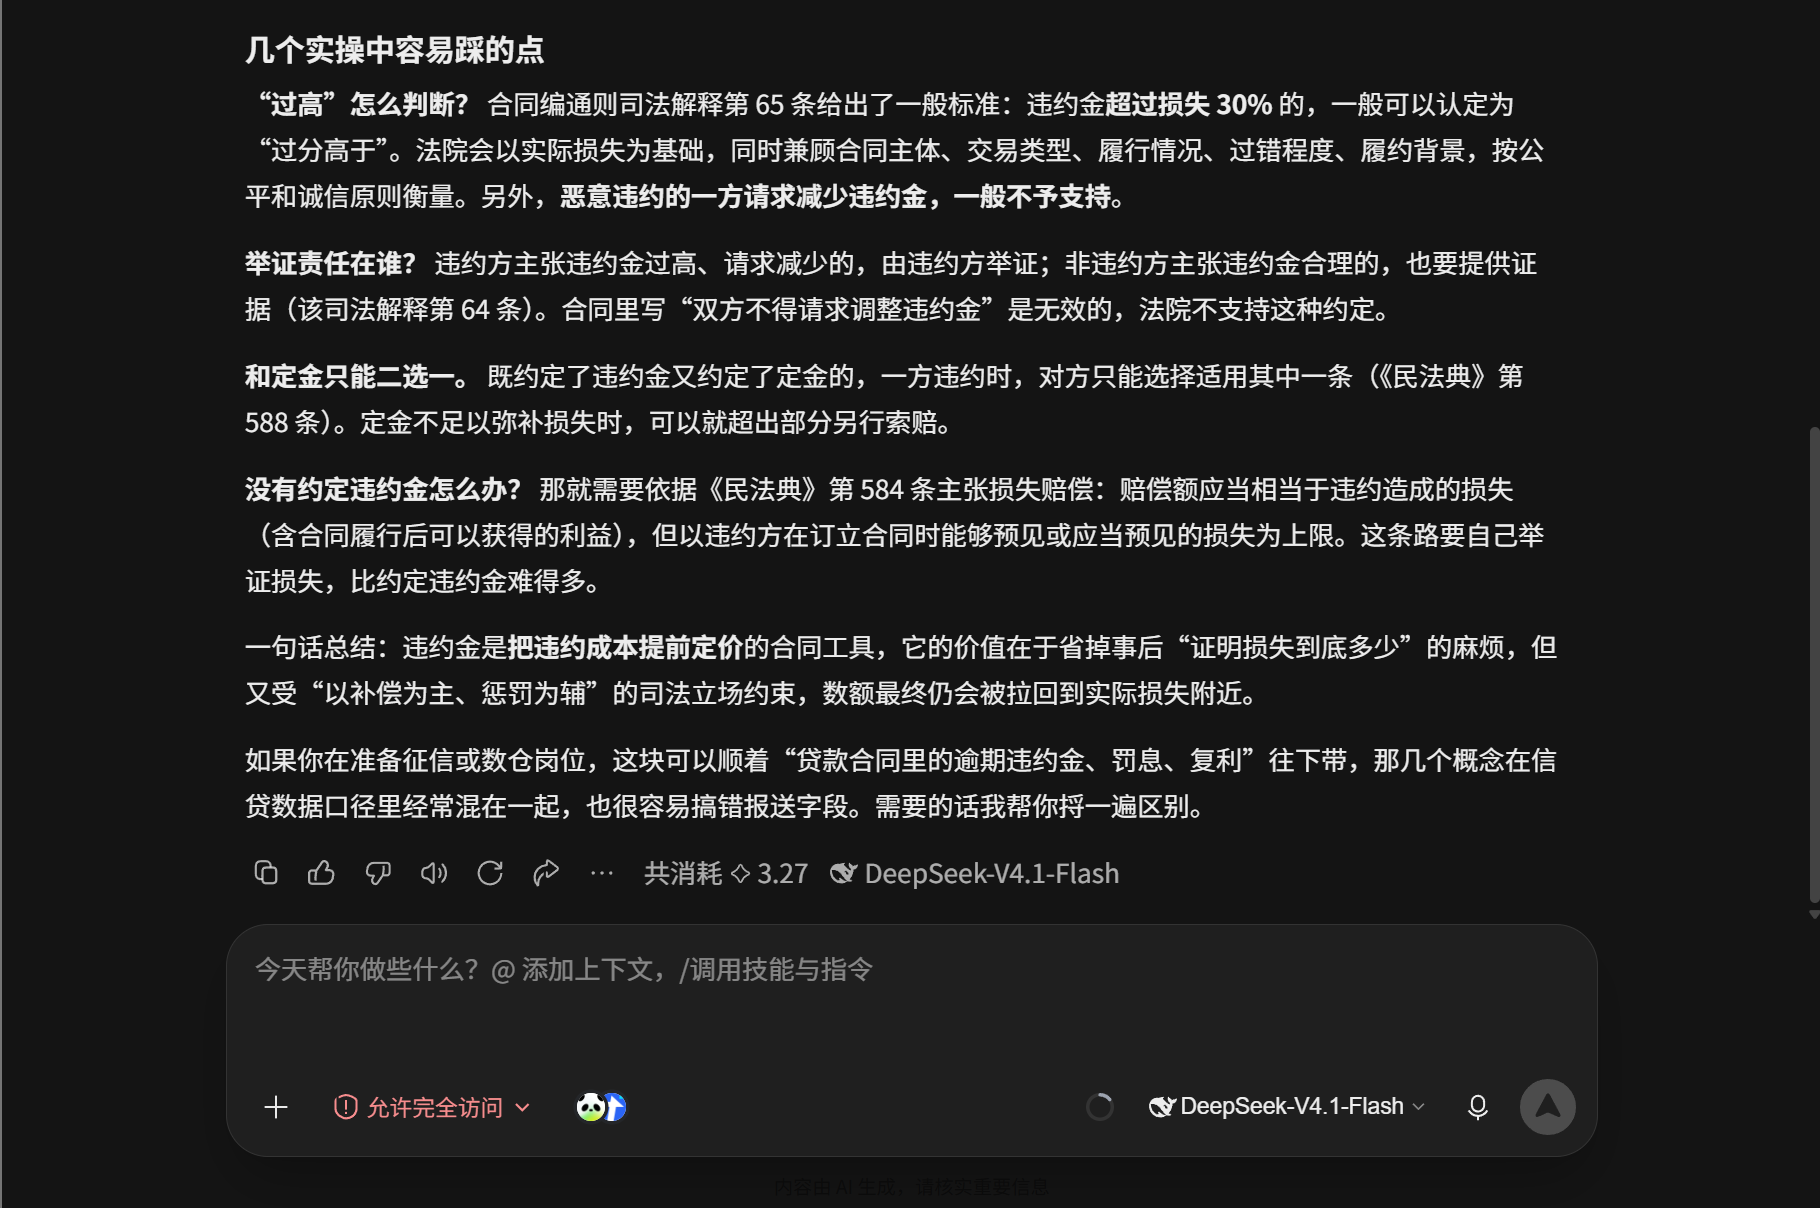 几个实操中容易踩的点
“过高”怎么判断？ 合同编通则司法解释第 65 条给出了一般标准：违约金超过损失 30% 的，一般可以认定为
“过分高于”。法院会以实际损失为基础，同时兼顾合同主体、交易类型、履行情况、过错程度、履约背景，按公
平和诚信原则衡量。另外，恶意违约的一方请求减少违约金，一般不予支持。
举证责任在谁？ 违约方主张违约金过高、请求减少的，由违约方举证；非违约方主张违约金合理的，也要提供证
据（该司法解释第 64 条）。合同里写“双方不得请求调整违约金”是无效的，法院不支持这种约定。
和定金只能二选一。 既约定了违约金又约定了定金的，一方违约时，对方只能选择适用其中一条（《民法典》第
588 条）。定金不足以弥补损失时，可以就超出部分另行索赔。
没有约定违约金怎么办？ 那就需要依据《民法典》第 584 条主张损失赔偿：赔偿额应当相当于违约造成的损失
（含合同履行后可以获得的利益），但以违约方在订立合同时能够预见或应当预见的损失为上限。这条路要自己举
证损失，比约定违约金难得多。
一句话总结：违约金是把违约成本提前定价的合同工具，它的价值在于省掉事后“证明损失到底多少”的麻烦，但
又受“以补偿为主、惩罚为辅”的司法立场约束，数额最终仍会被拉回到实际损失附近。
如果你在准备征信或数仓岗位，这块可以顺着“贷款合同里的逾期违约金、罚息、复利”往下带，那几个概念在信
贷数据口径里经常混在一起，也很容易搞错报送字段。需要的话我帮你捋一遍区别。
共消耗 3.27 DeepSeek-V4.1-Flash
今天帮你做些什么？@ 添加上下文，/调用技能与指令
允许完全访问 DeepSeek-V4.1-Flash
内容由 AI 生成，请核实重要信息